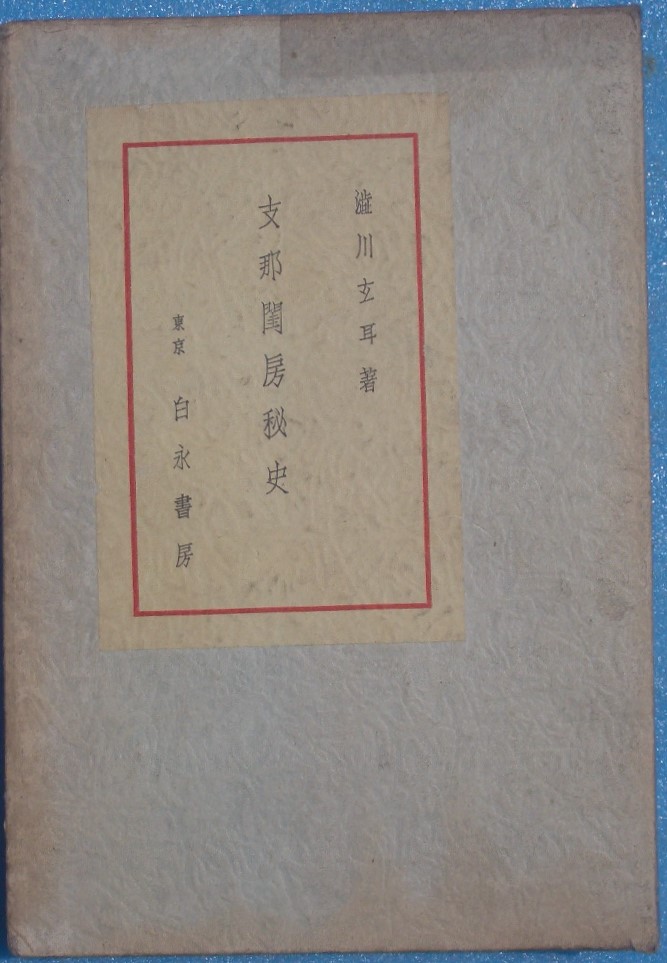 澁川玄耳著
支那閨房秘史
東京 白永書房